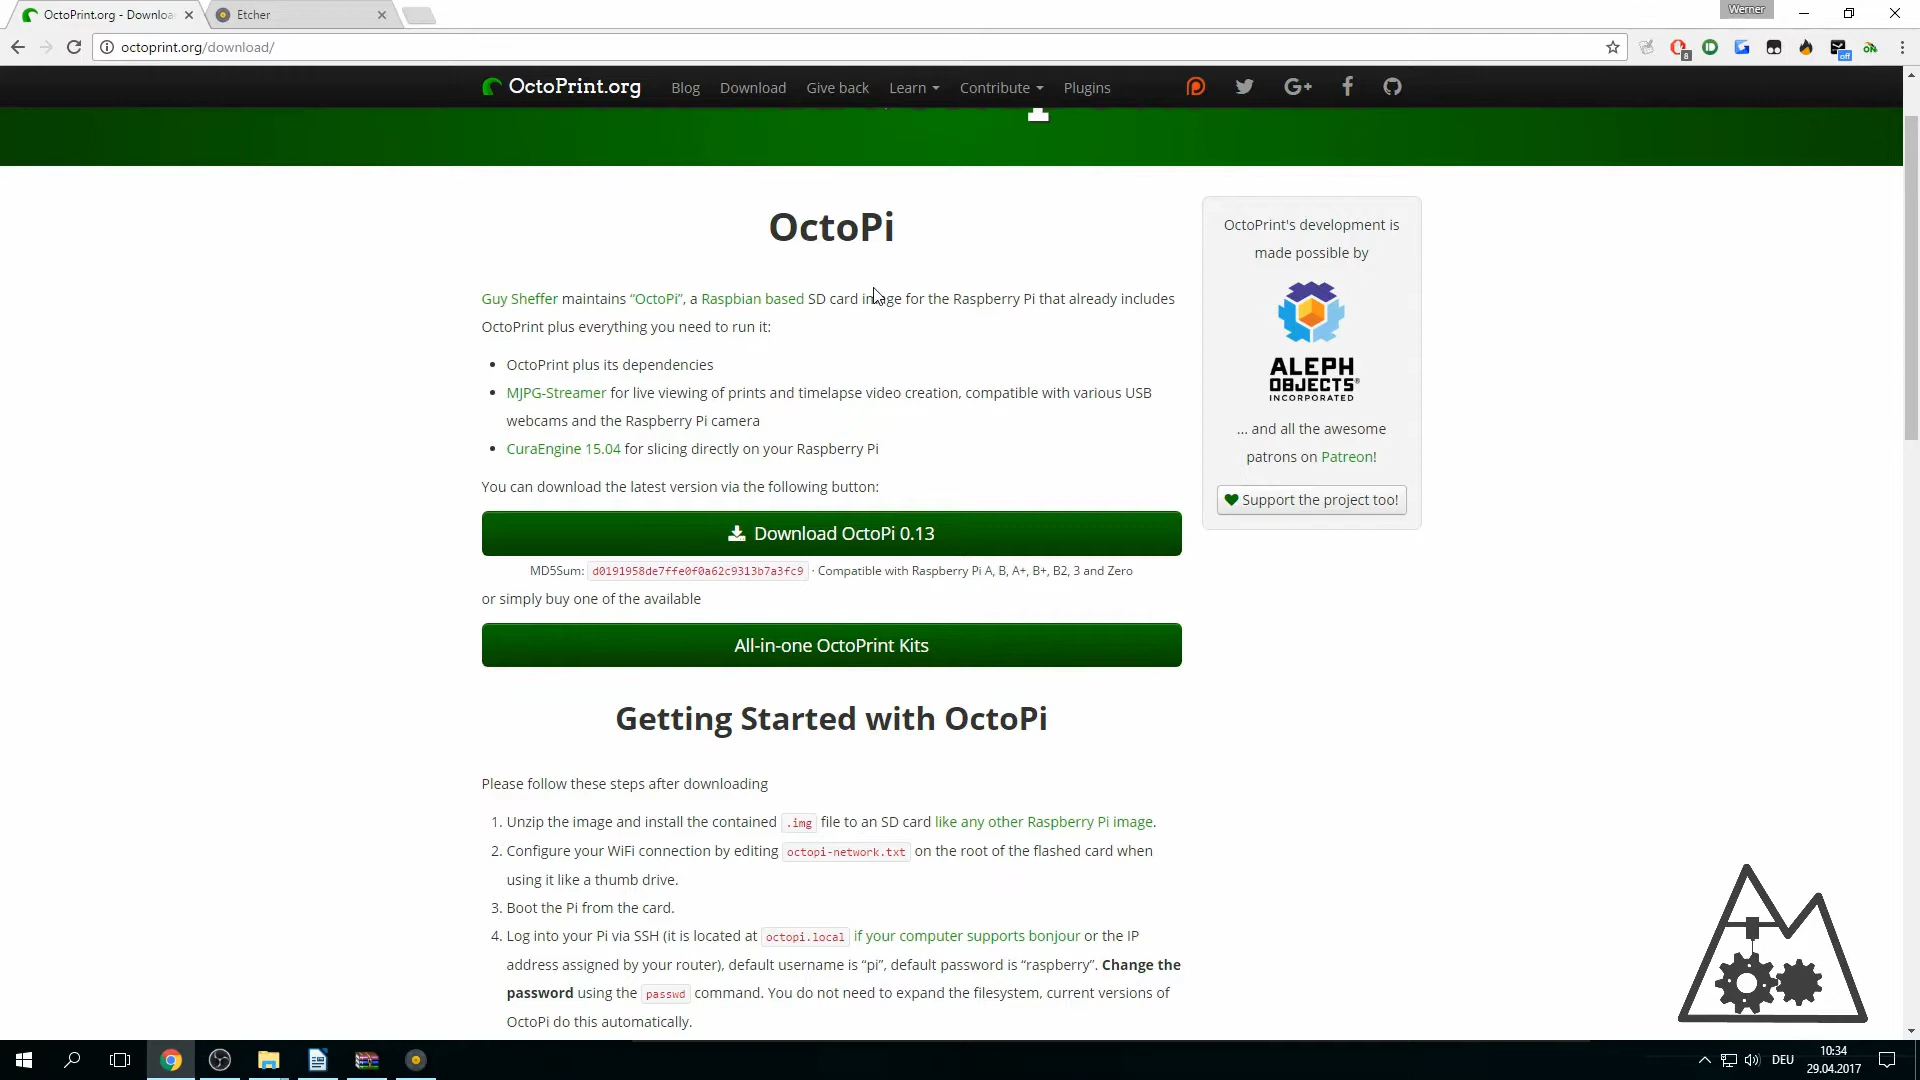 OctoPrint.org - Downloa
Etcher
Werner
octoprint.org/download/
8
off
ON
OctoPrint.org
Blog
Download
Give back
Learn
Contribute
Plugins
OctoPi
OctoPrint's development is
made possible by
ALEPH
OBJECTS
INCORPORATED
... and all the awesome
patrons on Patreon!
Support the project too!
Guy Sheffer maintains “OctoPi”, a Raspbian based SD card image for the Raspberry Pi that already includes
OctoPrint plus everything you need to run it:
OctoPrint plus its dependencies
MJPG-Streamer for live viewing of prints and timelapse video creation, compatible with various USB
webcams and the Raspberry Pi camera
CuraEngine 15.04 for slicing directly on your Raspberry Pi
You can download the latest version via the following button:
Download OctoPi 0.13
MD5Sum: d0191958de7ffe0f0a62c9313b7a3fc9 · Compatible with Raspberry Pi A, B, A+, B+, B2, 3 and Zero
or simply buy one of the available
All-in-one OctoPrint Kits
Getting Started with OctoPi
Please follow these steps after downloading
1. Unzip the image and install the contained .img file to an SD card like any other Raspberry Pi image.
2. Configure your WiFi connection by editing octopi-network.txt on the root of the flashed card when
using it like a thumb drive.
3. Boot the Pi from the card.
4. Log into your Pi via SSH (it is located at octopi.local if your computer supports bonjour or the IP
address assigned by your router), default username is “pi”, default password is “raspberry”. Change the
password using the passwd command. You do not need to expand the filesystem, current versions of
OctoPi do this automatically.
DEU
10:34
29.04.2017